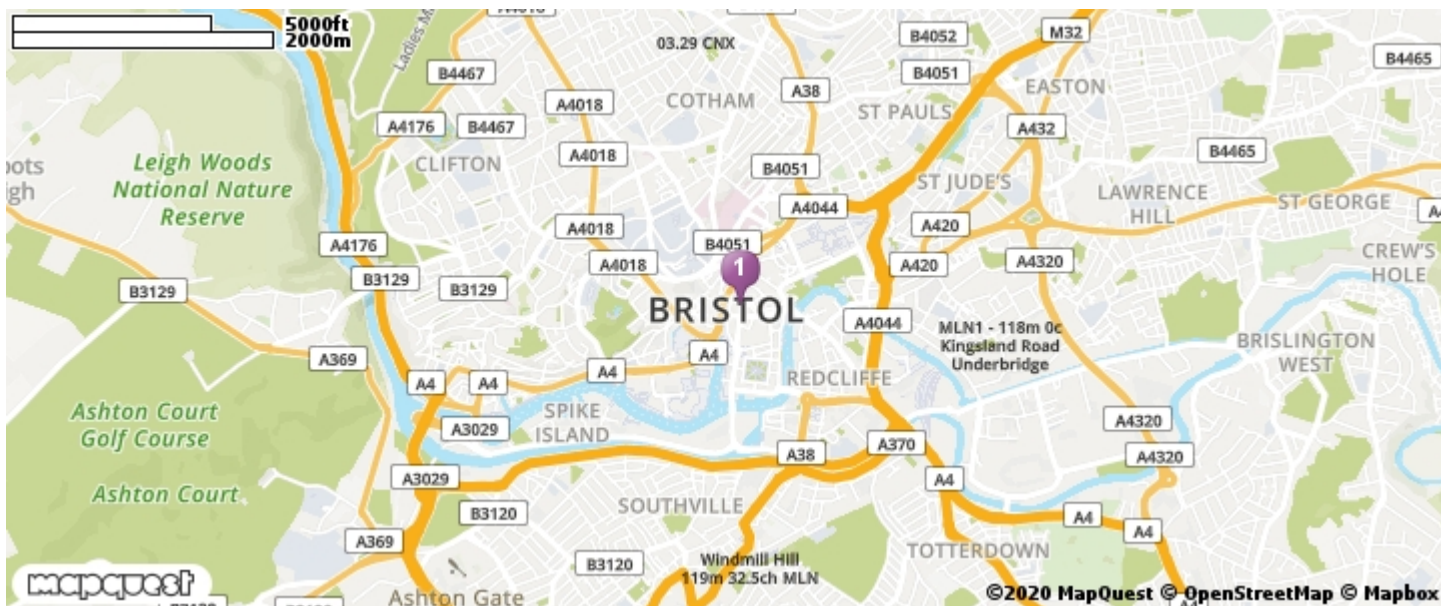 5000ft
2000m
A4018
03.29 CNX
B4052
M32
B4467
B4051
B4465
COTHAM
A38
EASTON
A4018
ST PAULS
A4176
B4467
A432
CLIFTON
A4018
B4051
B4465
Leigh Woods
National Nature
Reserve
ST JUDE'S
LAWRENCE
HILL
ST GEORGE
A4044
A4018
A420
A4176
B4051
CREW'S
HOLE
A4018
A420
A4320
B3129
B3129
B3129
1
BRISTOL
A4044
MLN1 - 118m 0c
Kingsland Road
Underbridge
BRISLINGTON
WEST
A369
A4
A4
A4
A4
REDCLIFFE
Ashton Court
Golf Course
SPIKE
ISLAND
A3029
A4320
A38
A370
A4320
A3029
A4
Ashton Court
SOUTHVILLE
B3120
A4
A4
A369
TOTTERDOWN
B3120
Windmill Hill
119m 32.5ch MLN
mapquest
Ashton Gate
©2020 MapQuest © OpenStreetMap © Mapbox